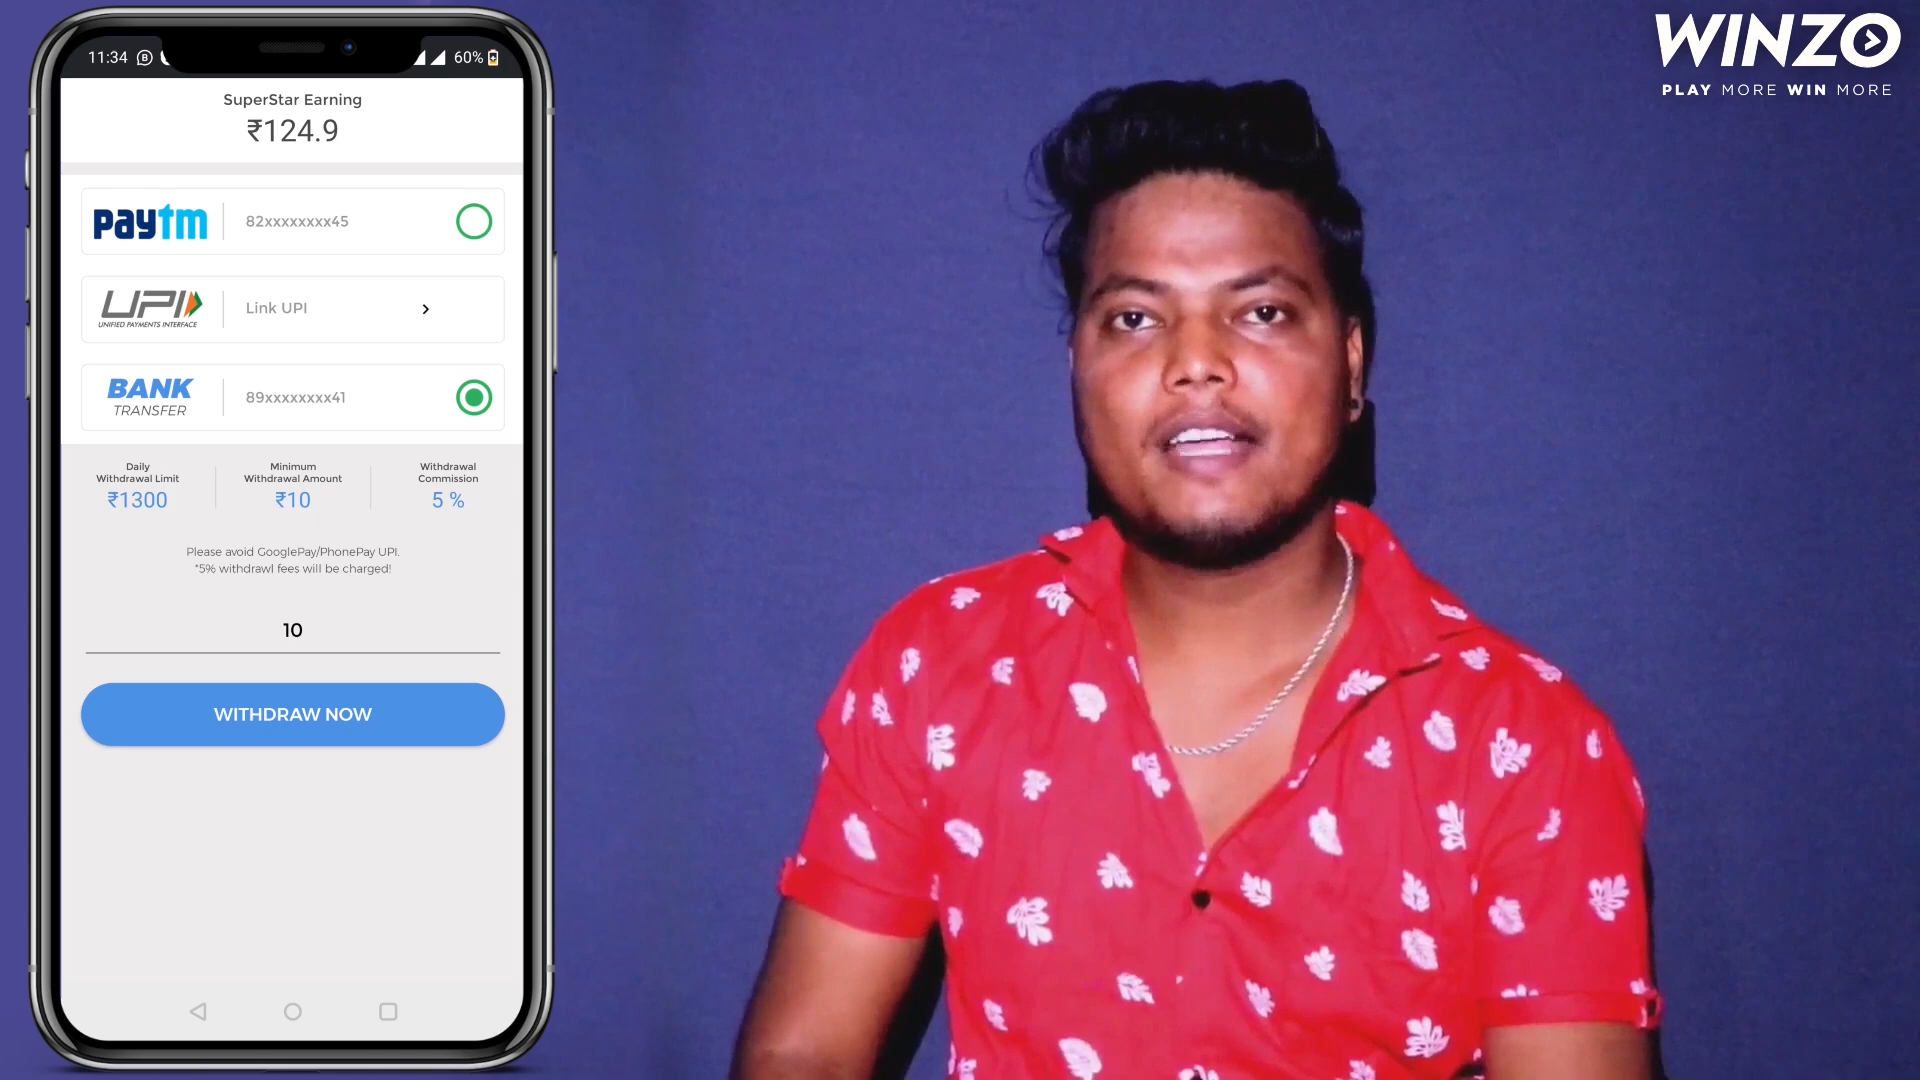 11:34
60%
SuperStar Earning
₹124.9
paytm
82xxxxxxxx45
UPI
UNIFIED PAYMENTS INTERFACE
Link UPI
BANK
TRANSFER
89xxxxxxxx41
Daily
Withdrawal Limit
₹1300
Minimum
Withdrawal Amount
₹10
Withdrawal
Commission
5 %
Please avoid GooglePay/PhonePay UPI.
*5% withdrawl fees will be charged!
10
WITHDRAW NOW
WINZO
PLAY MORE WIN MORE